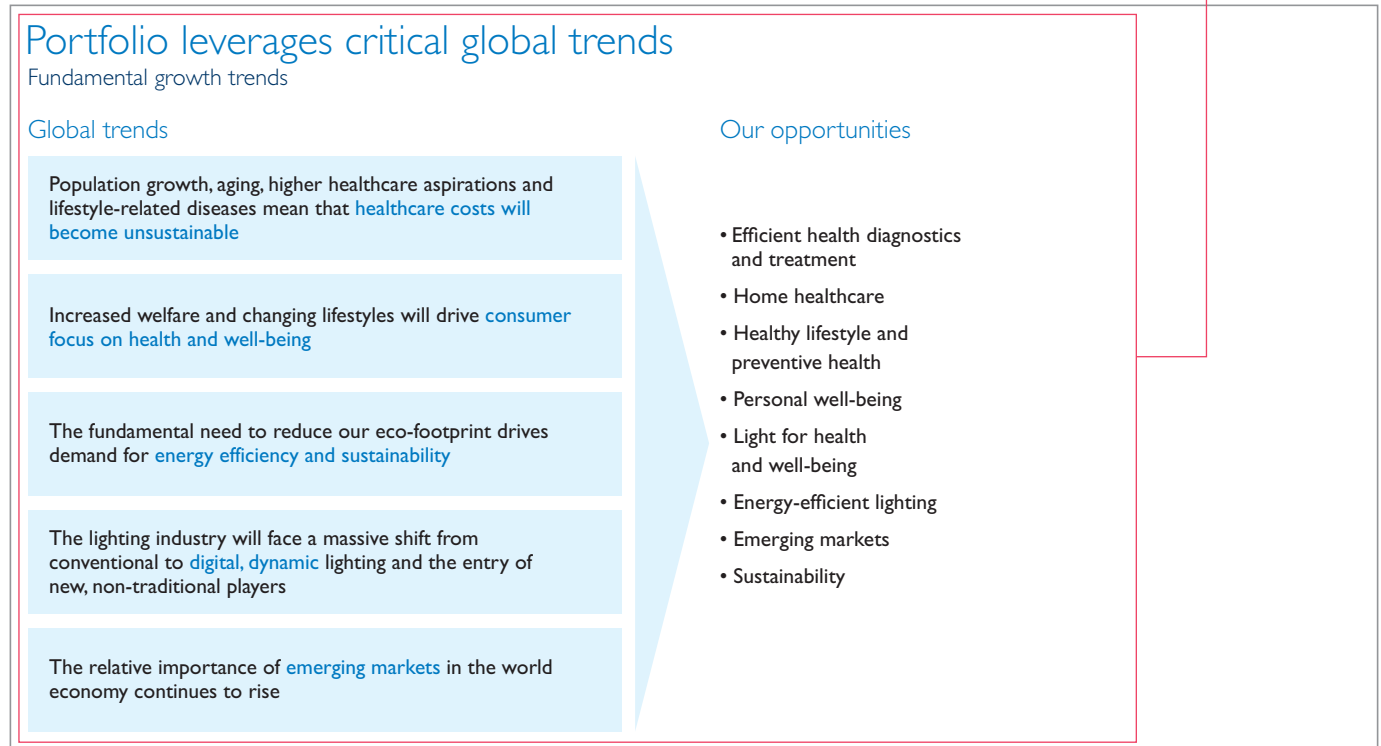 Portfolio leverages critical global trends
Fundamental growth trends
Global trends
Population growth, aging, higher healthcare aspirations and
lifestyle-related diseases mean that healthcare costs will
become unsustainable
Increased welfare and changing lifestyles will drive consumer
focus on health and well-being
The fundamental need to reduce our eco-footprint drives
demand for energy efficiency and sustainability
The lighting industry will face a massive shift from
conventional to digital, dynamic lighting and the entry of
new, non-traditional players
The relative importance of emerging markets in the world
economy continues to rise
Our opportunities
• Efficient health diagnostics
and treatment
• Home healthcare
• Healthy lifestyle and
preventive health
• Personal well-being
• Light for health
and well-being
• Energy-efficient lighting
• Emerging markets
• Sustainability